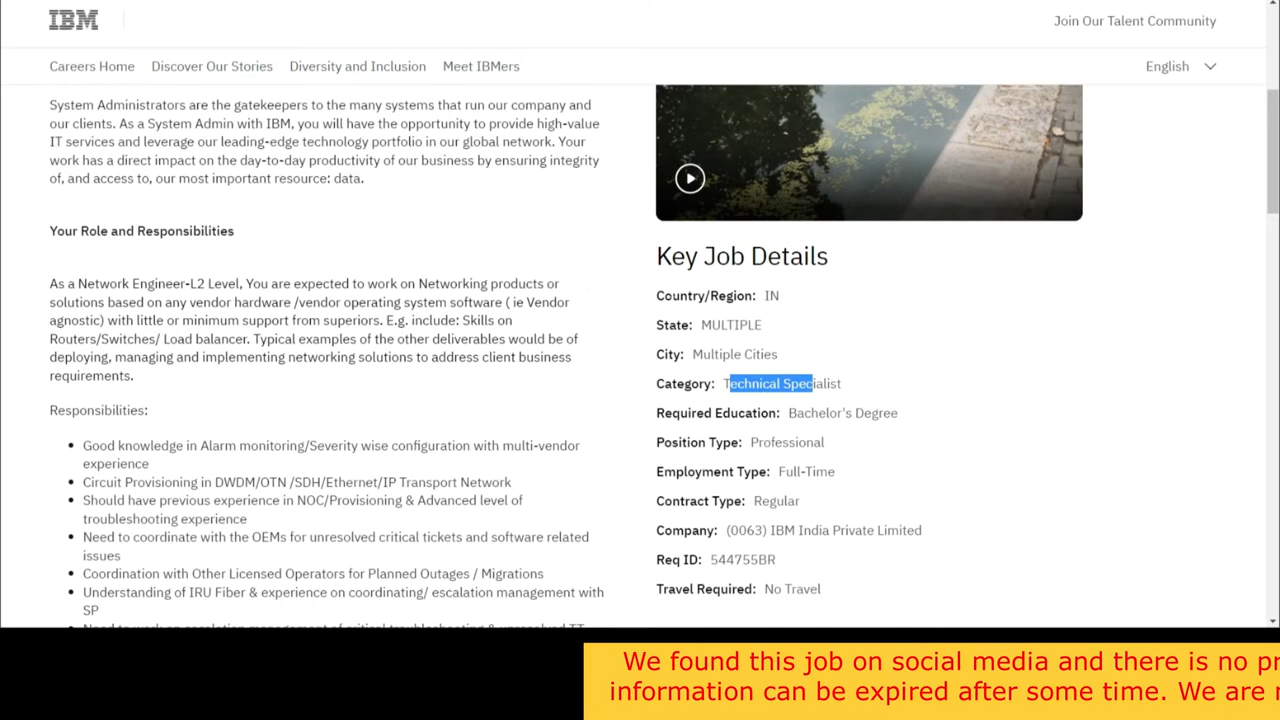 IBM
Join Our Talent Community
Careers Home Discover Our Stories Diversity and Inclusion Meet IBMers
English
System Administrators are the gatekeepers to the many systems that run our company and
our clients. As a System Admin with IBM, you will have the opportunity to provide high-value
IT services and leverage our leading-edge technology portfolio in our global network. Your
work has a direct impact on the day-to-day productivity of our business by ensuring integrity
of, and access to, our most important resource: data.
Your Role and Responsibilities
As a Network Engineer-L2 Level, You are expected to work on Networking products or
solutions based on any vendor hardware /vendor operating system software ( ie Vendor
agnostic) with little or minimum support from superiors. E.g. include: Skills on
Routers/Switches/ Load balancer. Typical examples of the other deliverables would be of
deploying, managing and implementing networking solutions to address client business
requirements.
Responsibilities:
• Good knowledge in Alarm monitoring/Severity wise configuration with multi-vendor
experience
• Circuit Provisioning in DWDM/OTN /SDH/Ethernet/IP Transport Network
• Should have previous experience in NOC/Provisioning & Advanced level of
troubleshooting experience
• Need to coordinate with the OEMs for unresolved critical tickets and software related
issues
• Coordination with Other Licensed Operators for Planned Outages / Migrations
• Understanding of IRU Fiber & experience on coordinating/ escalation management with
SP
• Need to work on escalation management of critical troubleshooting & unresolved TT
Key Job Details
Country/Region: IN
State: MULTIPLE
City: Multiple Cities
Category: Technical Specialist
Required Education: Bachelor's Degree
Position Type: Professional
Employment Type: Full-Time
Contract Type: Regular
Company: (0063) IBM India Private Limited
Req ID: 544755BR
Travel Required: No Travel
We found this job on social media and there is no pr
information can be expired after some time. We are